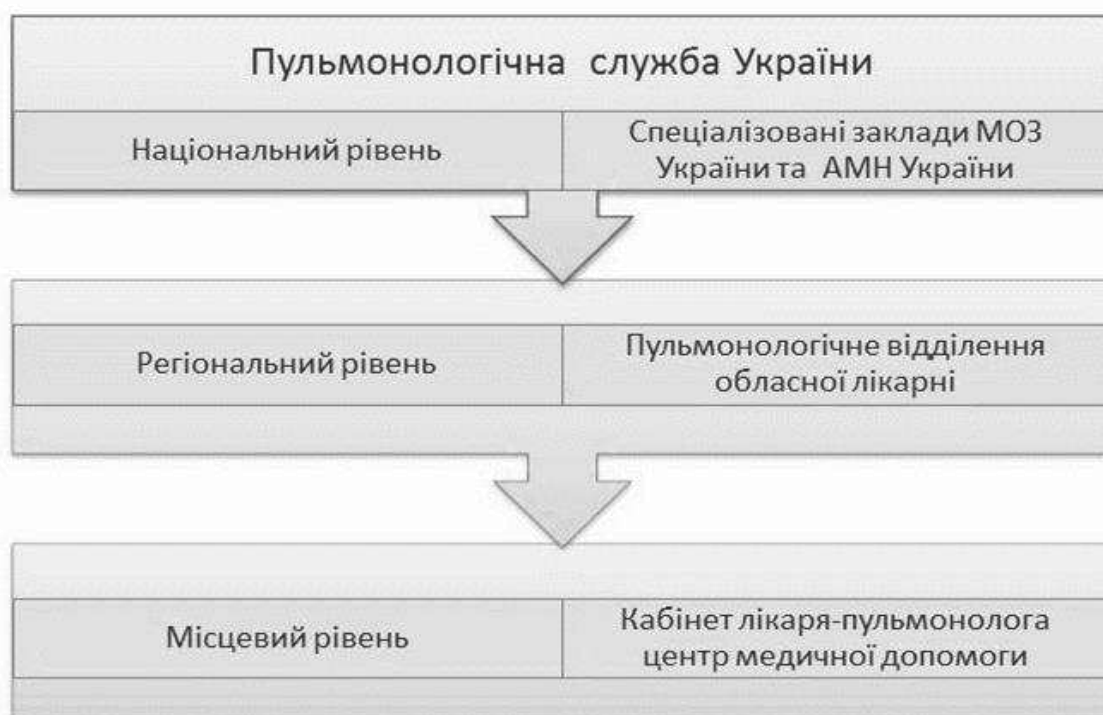 Пульмонологічна служба України
Національний рівень
Спеціалізовані заклади МОЗ
України та АМН України
Регіональний рівень
Пульмонологічне відділення
обласної лікарні
Місцевий рівень
Кабінет лікаря-пульмонолога
центр медичної допомоги